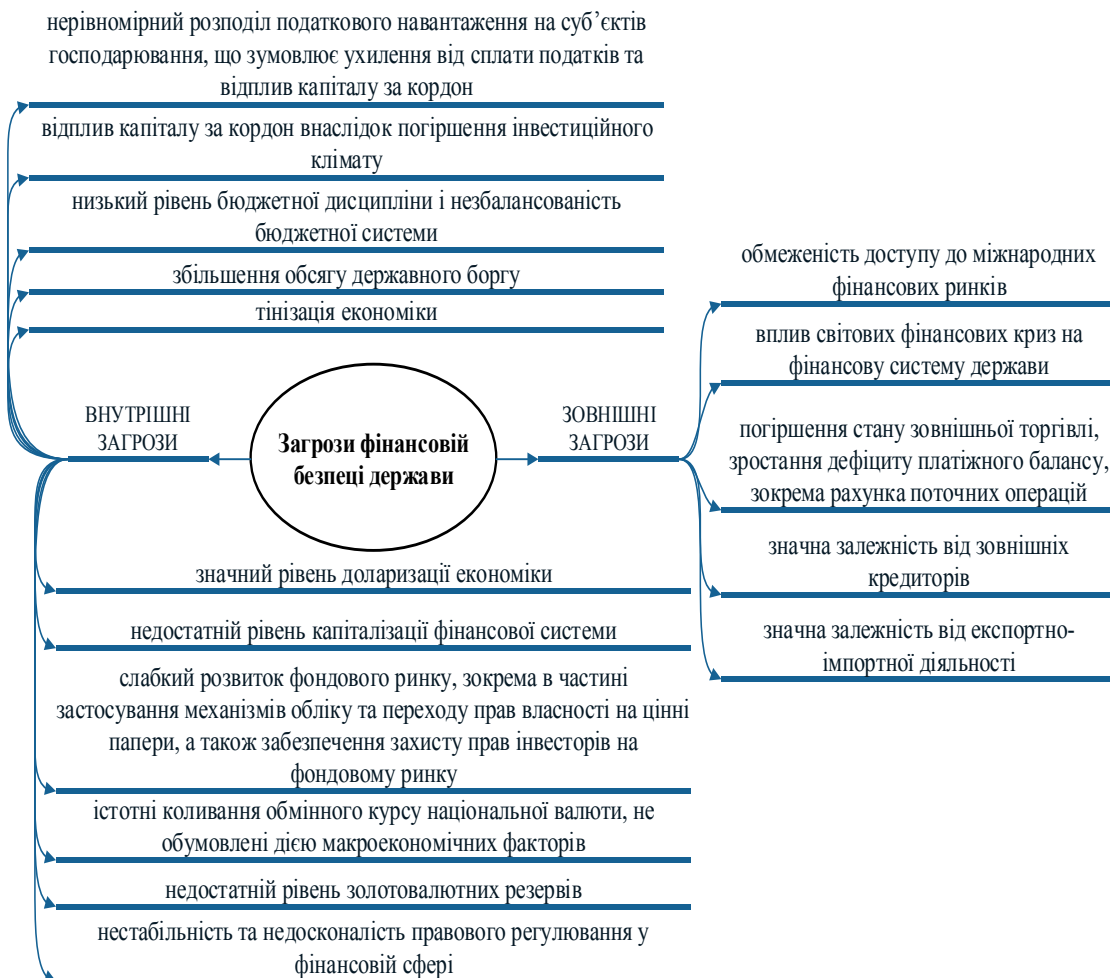 нерівномірний розподіл податкового навантаження на суб’єктів
господарювання, що зумовлює ухилення від сплати податків та
відплив капіталу за кордон
відплив капіталу за кордон внаслідок погіршення інвестиційного
клімату
низький рівень бюджетної дисципліни і незбалансованість
бюджетної системи
збільшення обсягу державного боргу
тінізація економіки
ВНУТРІШНІ
ЗАГРОЗИ
Загрози фінансовій
безпеці держави
ЗОВНІШНІ
ЗАГРОЗИ
обмеженість доступу до міжнародних
фінансових ринків
вплив світових фінансових криз на
фінансову систему держави
погіршення стану зовнішньої торгівлі,
зростання дефіциту платіжного балансу,
зокрема рахунка поточних операцій
значна залежність від зовнішніх
кредиторів
значна залежність від експортно-
імпортної діяльності
значний рівень доларизації економіки
недостатній рівень капіталізації фінансової системи
слабкий розвиток фондового ринку, зокрема в частині
застосування механізмів обліку та переходу прав власності на цінні
папери, а також забезпечення захисту прав інвесторів на
фондовому ринку
істотні коливання обмінного курсу національної валюти, не
обумовлені дією макроекономічних факторів
недостатній рівень золотовалютних резервів
нестабільність та недосконалість правового регулювання у
фінансовій сфері